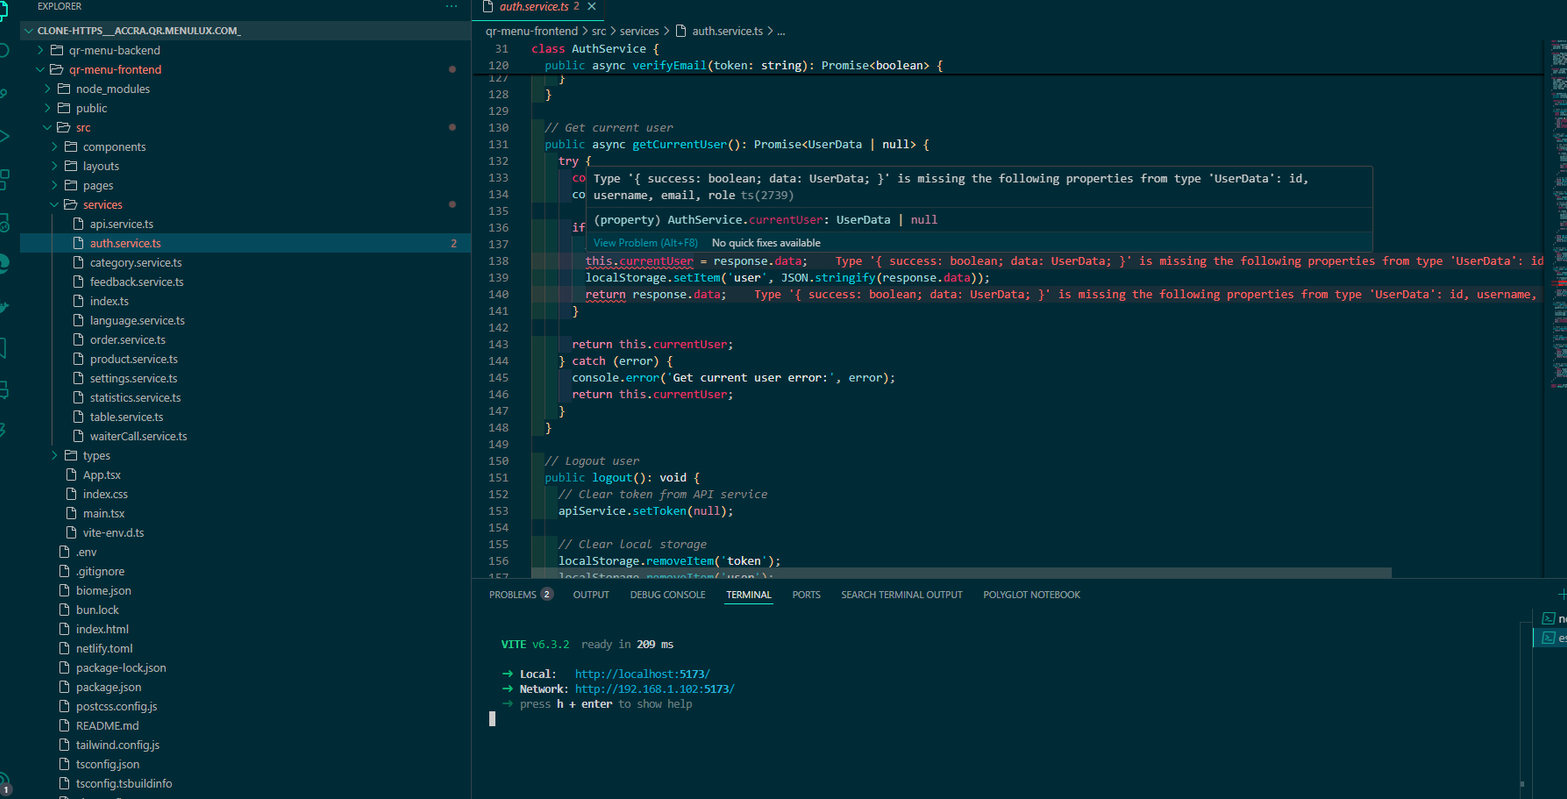 EXPLORER
···
CLONE-HTTPS__ACCRA.QR.MENULUX.COM_
qr-menu-backend
qr-menu-frontend
node_modules
public
src
components
layouts
pages
services
api.service.ts
auth.service.ts 2
category.service.ts
feedback.service.ts
index.ts
language.service.ts
order.service.ts
product.service.ts
settings.service.ts
statistics.service.ts
table.service.ts
waiterCall.service.ts
types
App.tsx
index.css
main.tsx
vite-env.d.ts
.env
.gitignore
biome.json
bun.lock
index.html
netlify.toml
package-lock.json
package.json
postcss.config.js
README.md
tailwind.config.js
tsconfig.json
tsconfig.tsbuildinfo
1
auth.service.ts 2 ×
qr-menu-frontend > src > services > auth.service.ts > ...
31 class AuthService {
120 public async verifyEmail(token: string): Promise<boolean> {
127 }
128 }
129
130 // Get current user
131 public async getCurrentUser(): Promise<UserData | null> {
132 try {
133 co
134 co
135
136 if
137
Type '{ success: boolean; data: UserData; }' is missing the following properties from type 'UserData': id,
username, email, role ts(2739)
(property) AuthService.currentUser: UserData | null
View Problem (Alt+F8) No quick fixes available
138 this.currentUser = response.data; Type '{ success: boolean; data: UserData; }' is missing the following properties from type 'UserData': id
139 localStorage.setItem('user', JSON.stringify(response.data));
140 return response.data; Type '{ success: boolean; data: UserData; }' is missing the following properties from type 'UserData': id, username,
141 }
142
143 return this.currentUser;
144 } catch (error) {
145 console.error('Get current user error:', error);
146 return this.currentUser;
147 }
148 }
149
150 // Logout user
151 public logout(): void {
152 // Clear token from API service
153 apiService.setToken(null);
154
155 // Clear local storage
156 localStorage.removeItem('token');
157 localStorage.removeItem('user');
PROBLEMS 2 OUTPUT DEBUG CONSOLE TERMINAL PORTS SEARCH TERMINAL OUTPUT POLYGLOT NOTEBOOK
VITE v6.3.2 ready in 209 ms
➜ Local: http://localhost:5173/
➜ Network: http://192.168.1.102:5173/
➜ press h + enter to show help